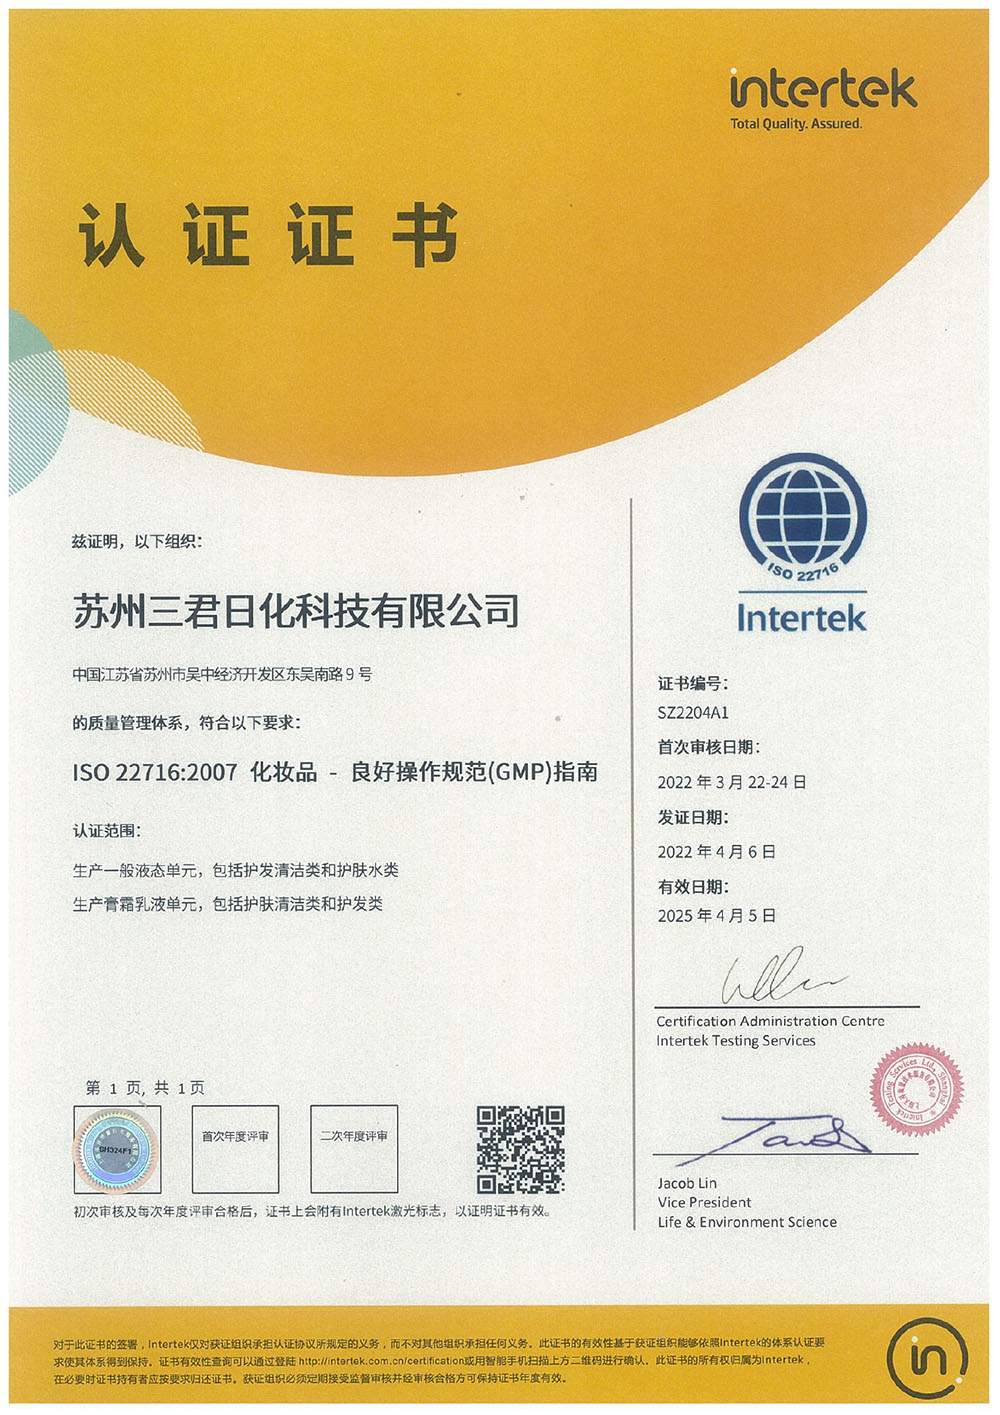 intertek
Total Quality. Assured.
认证证书
兹证明，以下组织：
苏州三君日化科技有限公司
中国江苏省苏州市吴中经济开发区东吴南路 9 号
的质量管理体系，符合以下要求：
ISO 22716:2007 化妆品 - 良好操作规范(GMP)指南
认证范围：
生产一般液态单元，包括护发清洁类和护肤水类
生产膏霜乳液单元，包括护肤清洁类和护发类
ISO 22716
Intertek
证书编号：
SZ2204A1
首次审核日期：
2022 年 3 月 22-24 日
发证日期：
2022 年 4 月 6 日
有效日期：
2025 年 4 月 5 日
Certification Administration Centre
Intertek Testing Services
Intertek Testing Services Ltd., Shanghai
Jacob Lin
Vice President
Life & Environment Science
第 1 页, 共 1 页
首次年度评审
二次年度评审
初次审核及每次年度评审合格后，证书上会附有Intertek激光标志，以证明证书有效。
对于此证书的签署，Intertek仅对获证组织承担认证协议所规定的义务，而不对其他组织承担任何义务。此证书的有效性基于获证组织能够依照Intertek的体系认证要
求使其体系得到保持。证书有效性查询可以通过登陆 http://intertek.com.cn/certification或用智能手机扫描上方二维码进行确认。此证书的所有权归属为Intertek，
在必要时证书持有者应按要求归还证书。获证组织必须定期接受监督审核并经审核合格方可保持证书年度有效。
in